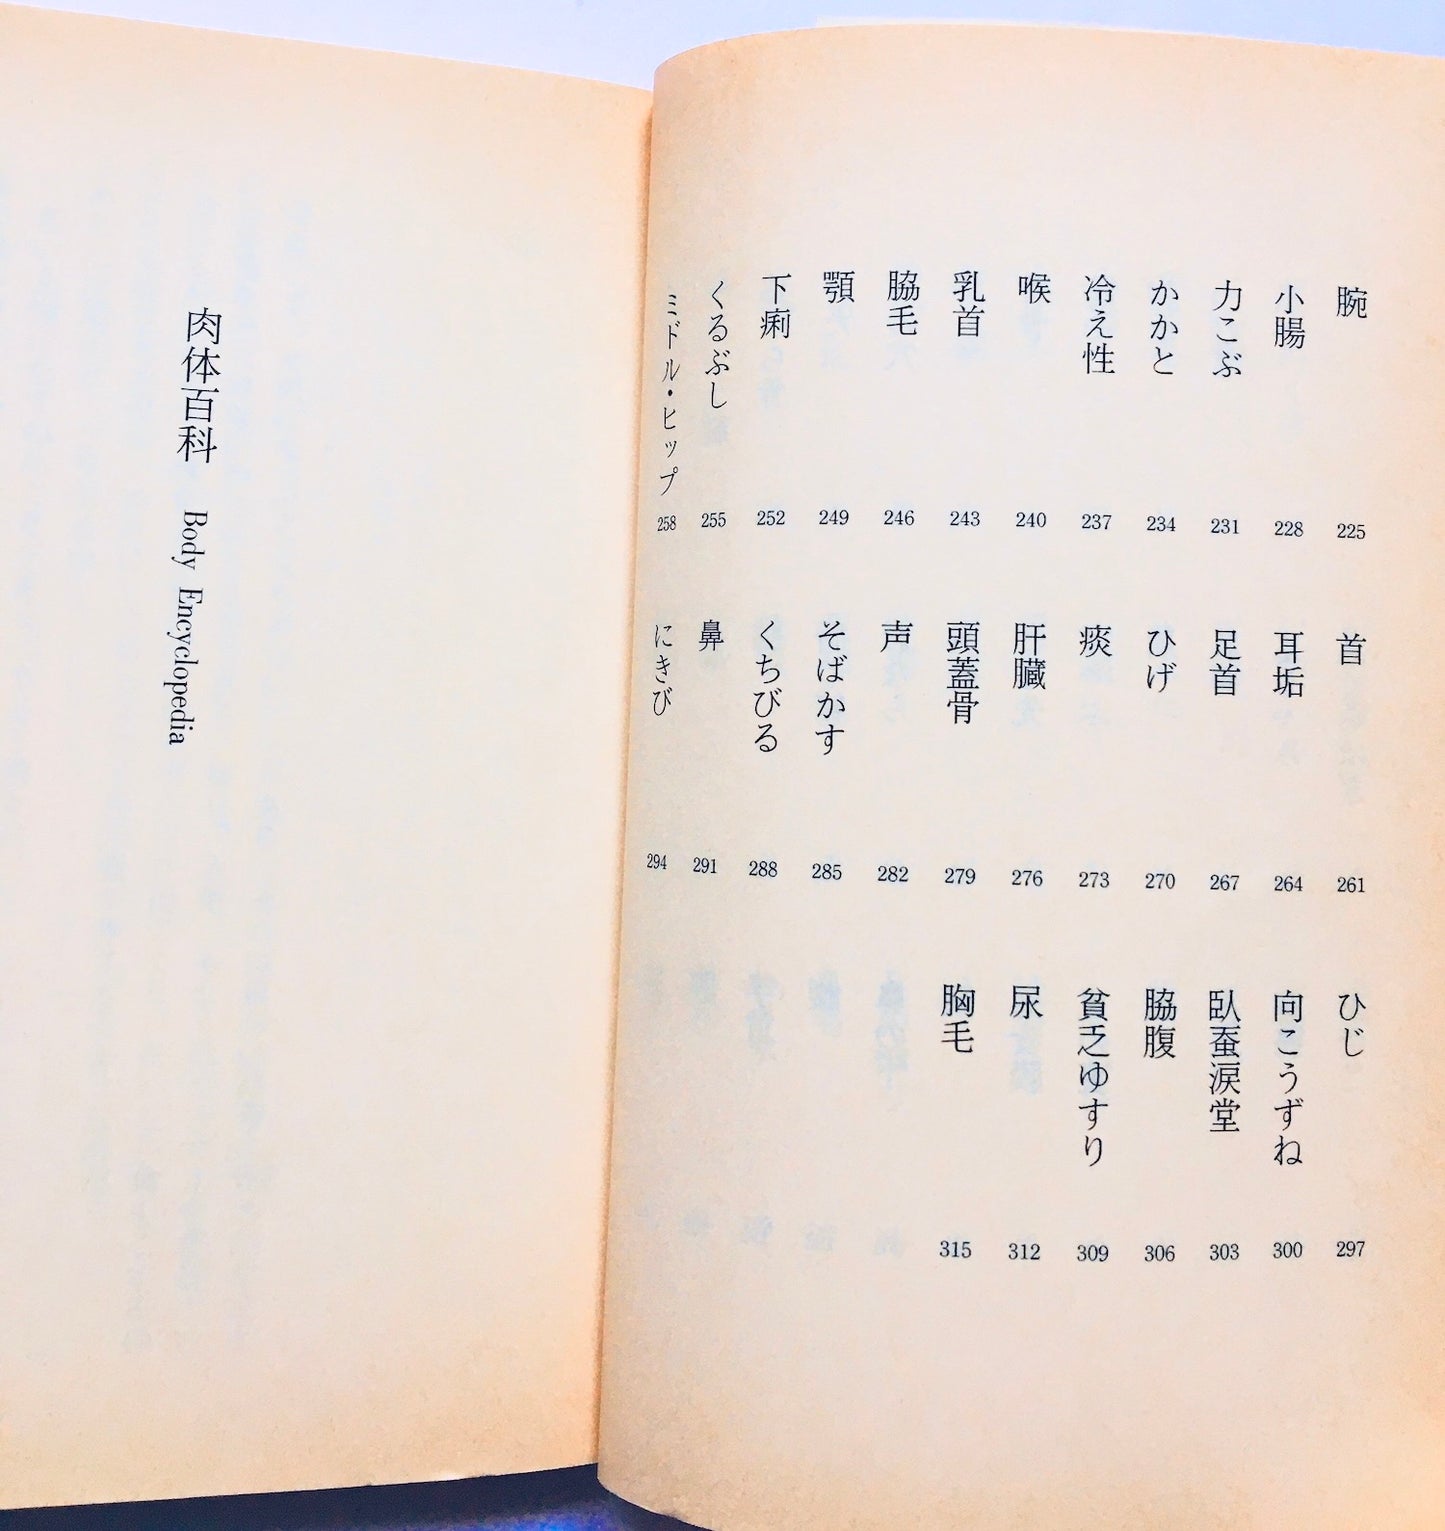 腕 225
小腸 228
力こぶ 231
かかと 234
冷え性 237
喉 240
乳首 243
脇毛 246
顎 249
下痢 252
くるぶし 255
ミドル・ヒップ 258
首 261
耳垢 264
足首 267
ひげ 270
痰 273
肝臓 276
頭蓋骨 279
声 282
そばかす 285
くちびる 288
鼻 291
にきび 294
ひじ 297
向こうずね 300
臥蚕涙堂 303
脇腹 306
貧乏ゆすり 309
尿 312
胸毛 315
肉体百科 Body Encyclopedia